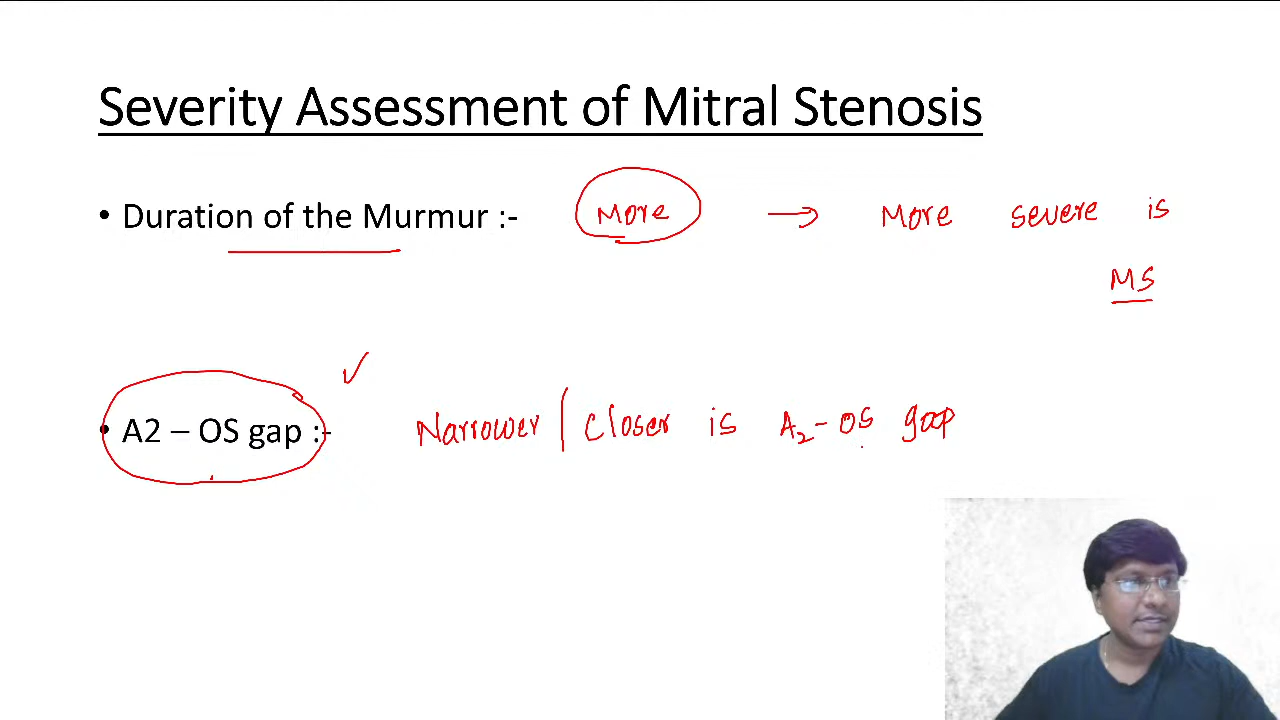 Severity Assessment of Mitral Stenosis
• Duration of the Murmur :- More → More severe is
MS
• A2 – OS gap :- ✓ Narrower | closer is A₂-OS gap